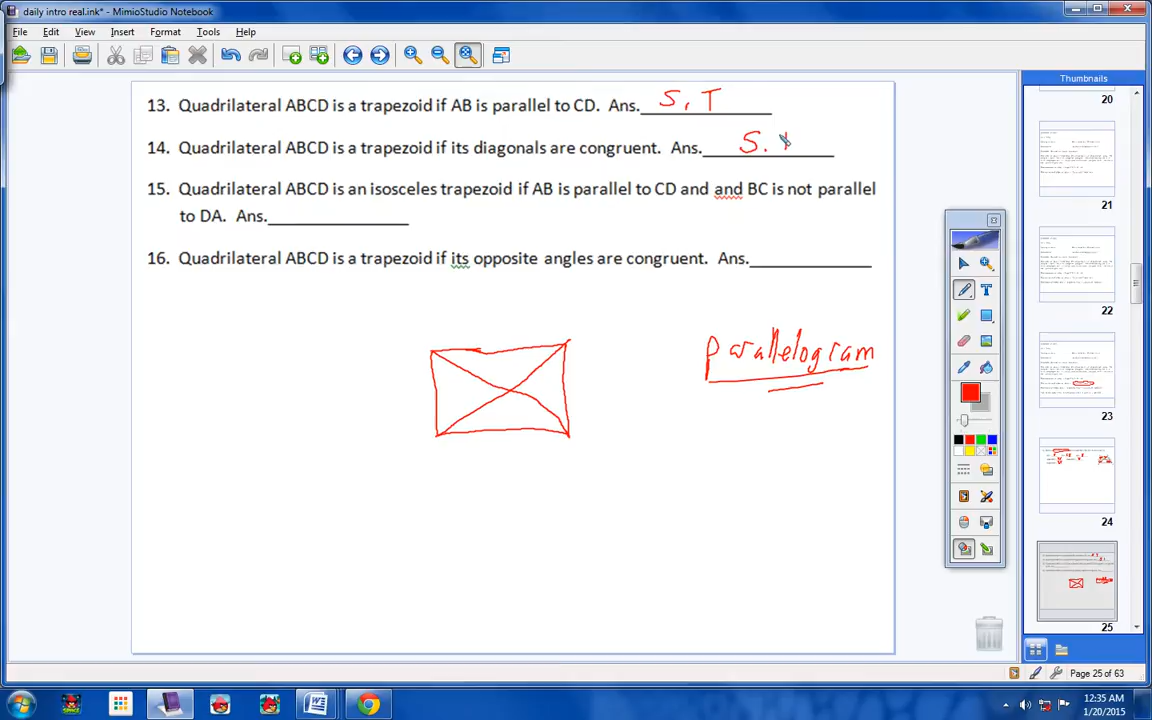 daily intro real.ink* - MimioStudio Notebook
File Edit View Insert Format Tools Help
13. Quadrilateral ABCD is a trapezoid if AB is parallel to CD. Ans. S. T
14. Quadrilateral ABCD is a trapezoid if its diagonals are congruent. Ans. S.
15. Quadrilateral ABCD is an isosceles trapezoid if AB is parallel to CD and and BC is not parallel
to DA. Ans.
16. Quadrilateral ABCD is a trapezoid if its opposite angles are congruent. Ans.
parallelogram
Thumbnails
20
21
22
23
24
25
Page 25 of 63
12:35 AM
1/20/2015